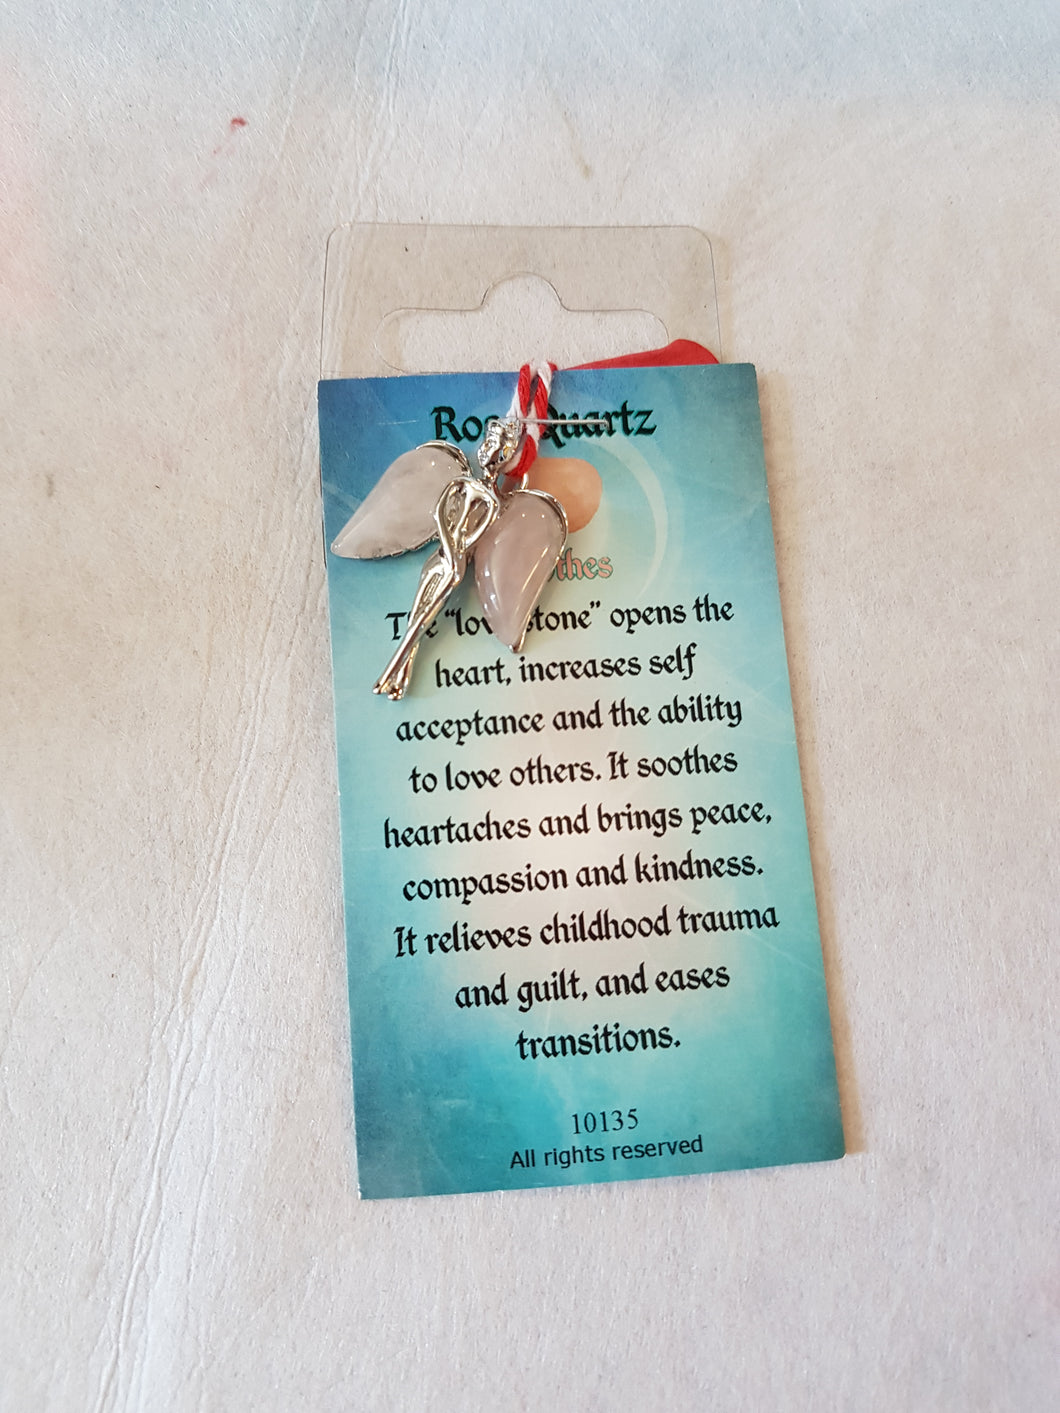 Quartz
"lov stone" opens the
heart, increases self
acceptance and the ability
to love others. It soothes
heartaches and brings peace,
compassion and kindness.
It relieves childhood trauma
and guilt, and eases
transitions.
10135
All rights reserved